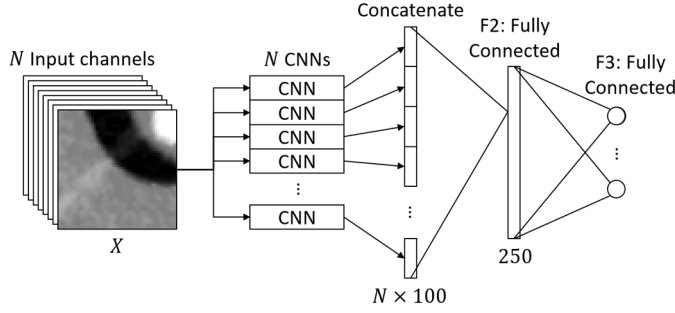 N Input channels
X
N CNNs
CNN
CNN
CNN
CNN
⋮
CNN
Concatenate
⋮
N × 100
F2: Fully
Connected
250
F3: Fully
Connected
⋮